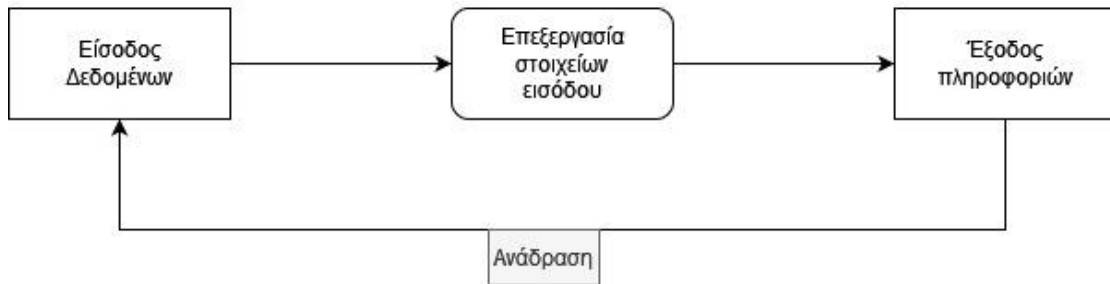 Είσοδος
Δεδομένων
Επεξεργασία
στοιχείων
εισόδου
Έξοδος
πληροφοριών
Ανάδραση